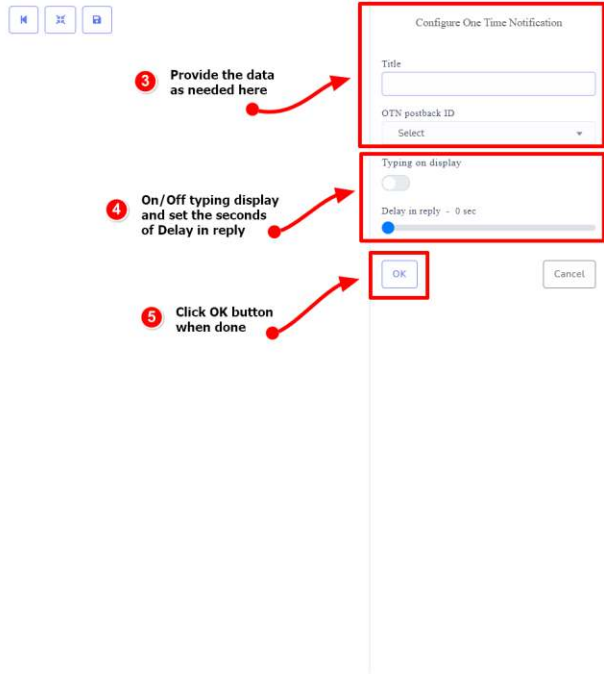 Configure One Time Notification
Title
3
Provide the data
as needed here
OTN postback ID
Select
Typing on display
4
On/Off typing display
and set the seconds
of Delay in reply
Delay in reply - 0 sec
OK
Cancel
5
Click OK button
when done